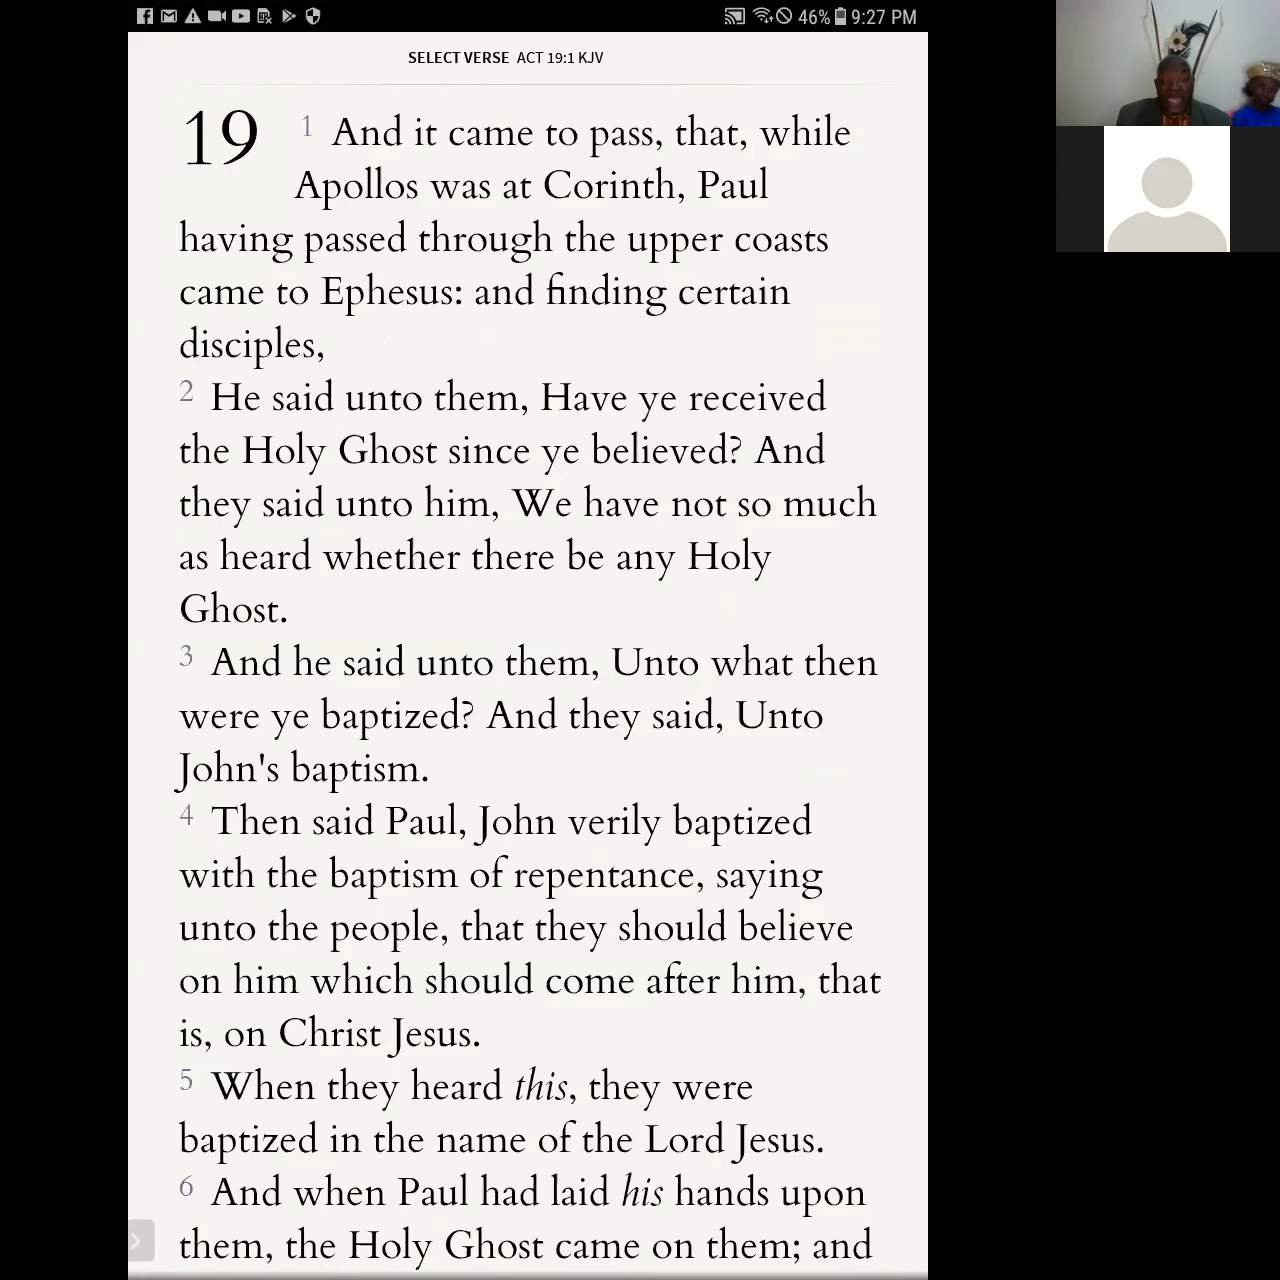 46% 9:27 PM
SELECT VERSE ACT 19:1 KJV
19 1 And it came to pass, that, while
Apollos was at Corinth, Paul
having passed through the upper coasts
came to Ephesus: and finding certain
disciples,
2 He said unto them, Have ye received
the Holy Ghost since ye believed? And
they said unto him, We have not so much
as heard whether there be any Holy
Ghost.
3 And he said unto them, Unto what then
were ye baptized? And they said, Unto
John's baptism.
4 Then said Paul, John verily baptized
with the baptism of repentance, saying
unto the people, that they should believe
on him which should come after him, that
is, on Christ Jesus.
5 When they heard this, they were
baptized in the name of the Lord Jesus.
6 And when Paul had laid his hands upon
them, the Holy Ghost came on them; and